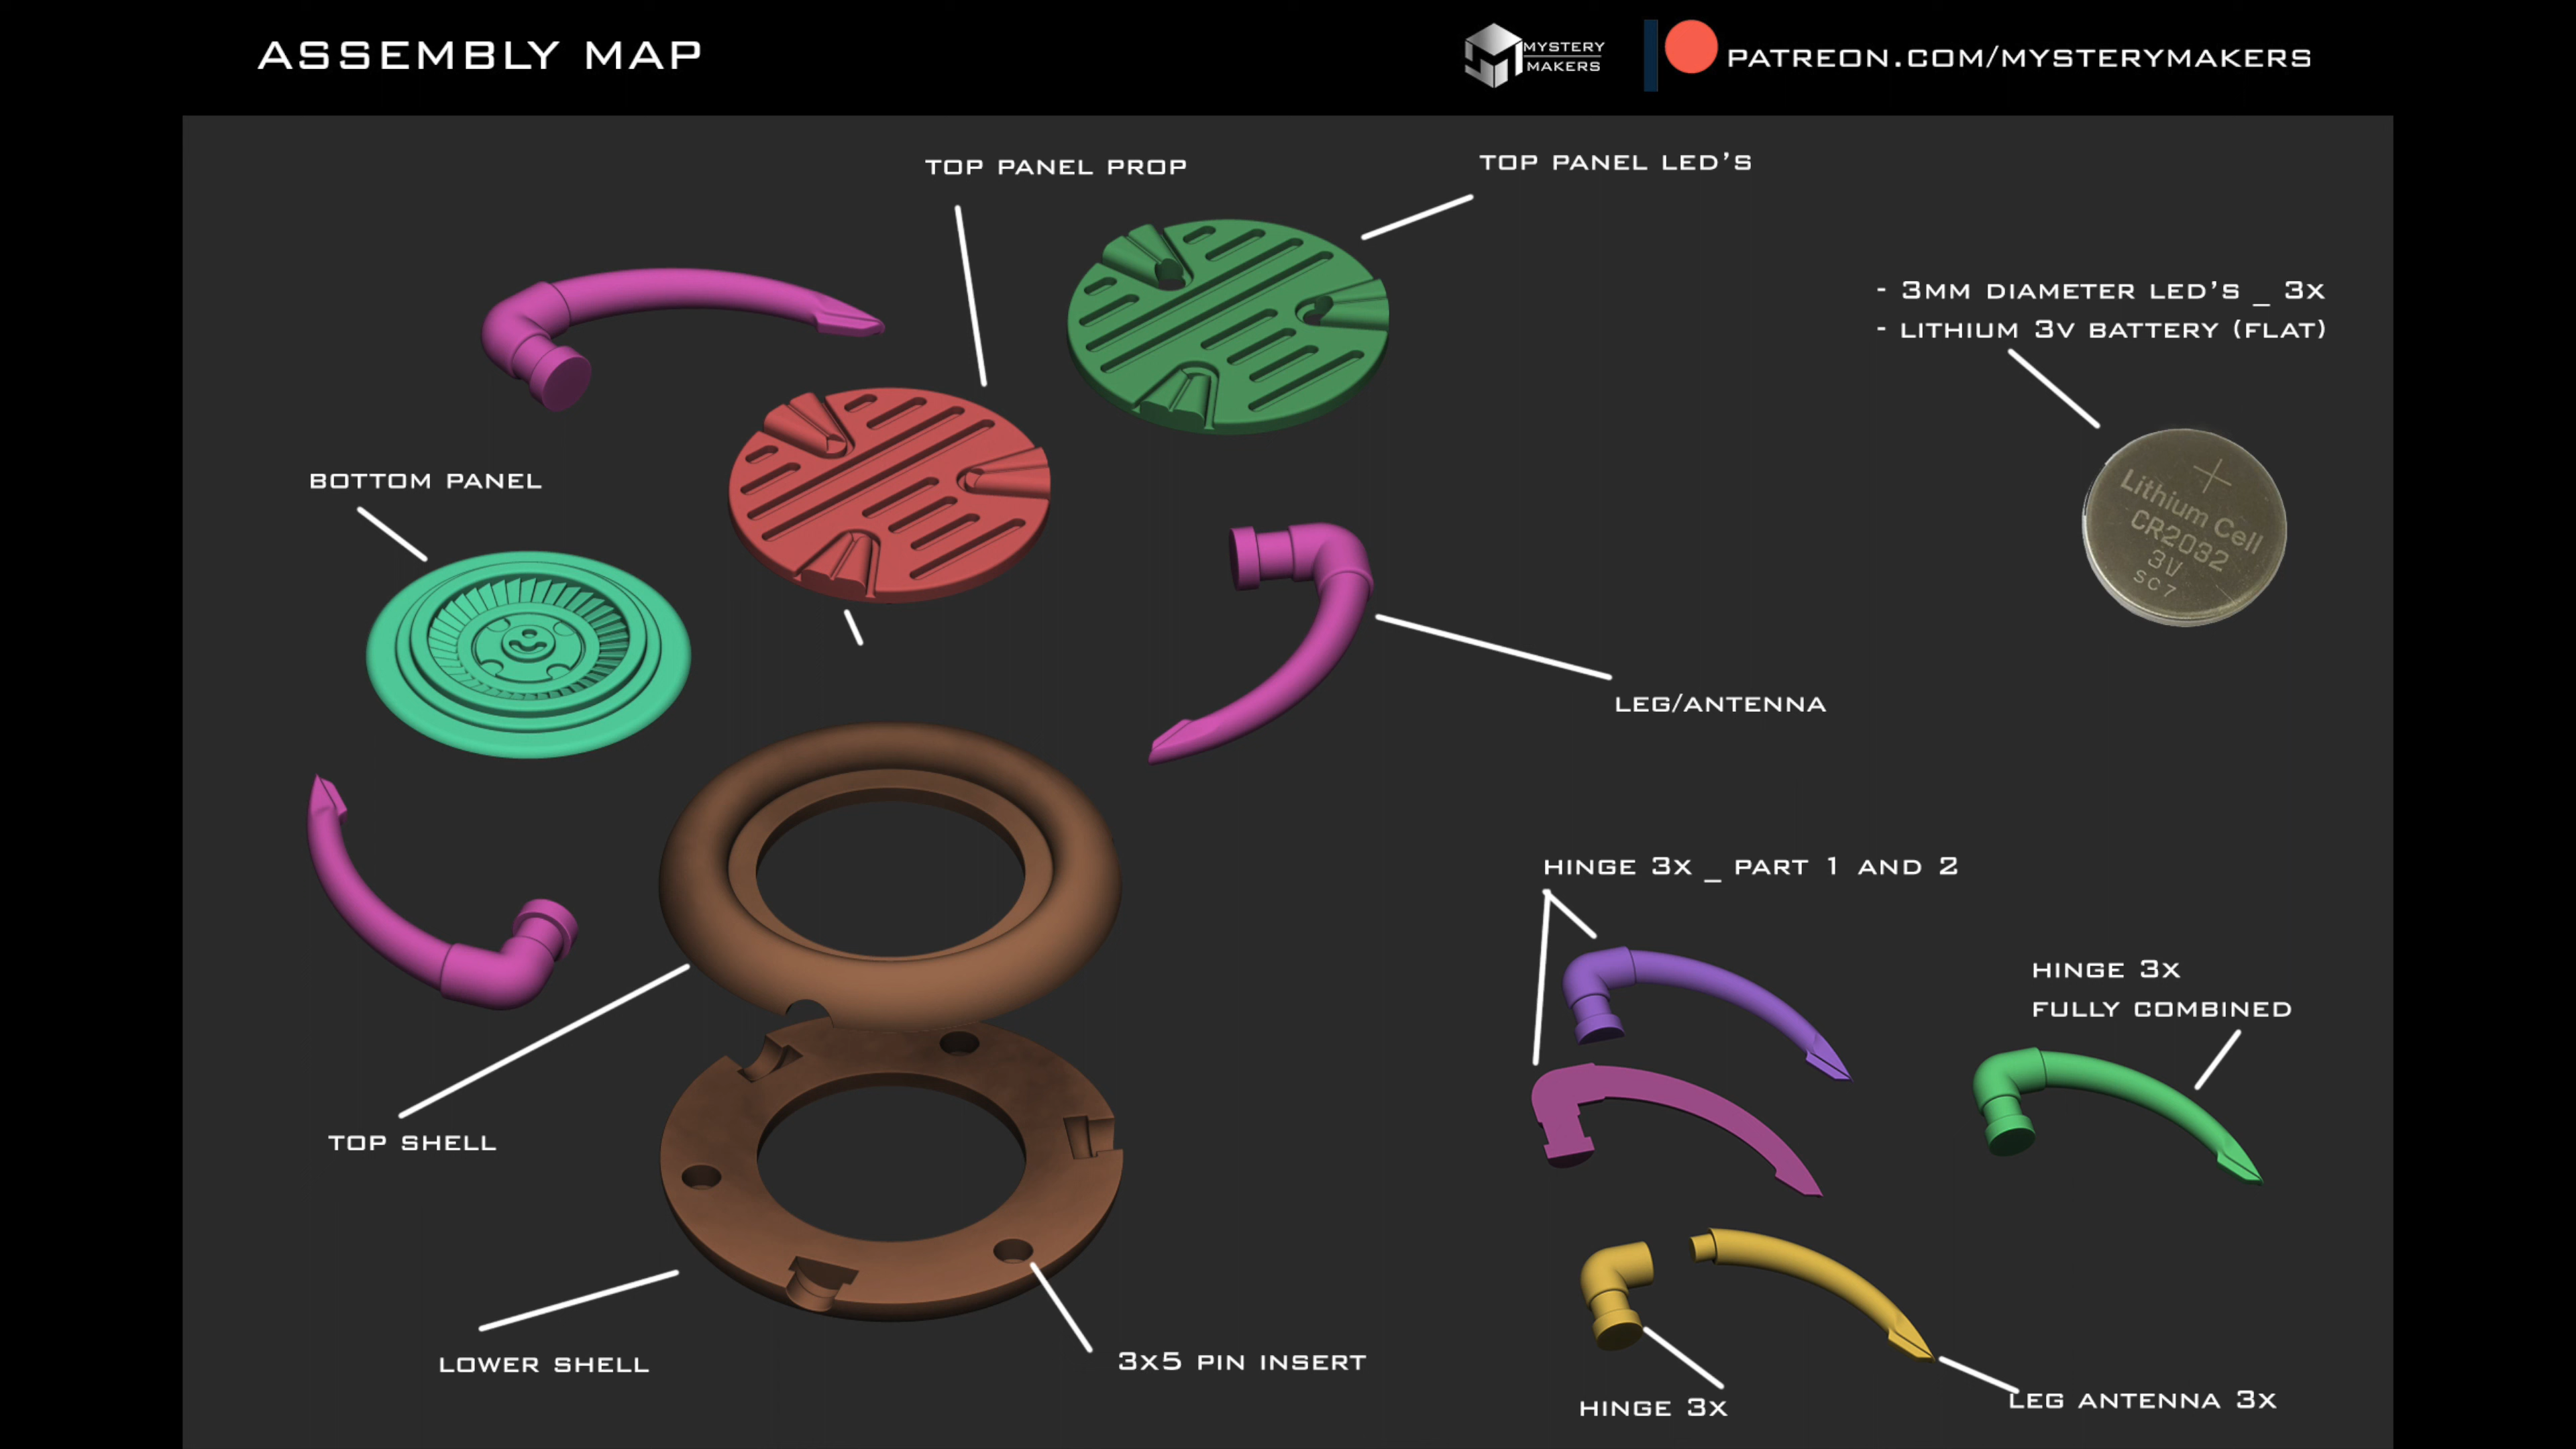 ASSEMBLY MAP
MYSTERY
MAKERS
PATREON.COM/MYSTERYMAKERS
TOP PANEL PROP
TOP PANEL LED'S
- 3MM DIAMETER LED'S _ 3X
- LITHIUM 3V BATTERY (FLAT)
BOTTOM PANEL
+
Lithium Cell
CR2032
3V
SC7
LEG/ANTENNA
HINGE 3X _ PART 1 AND 2
HINGE 3X
FULLY COMBINED
TOP SHELL
LOWER SHELL
3X5 PIN INSERT
HINGE 3X
LEG ANTENNA 3X